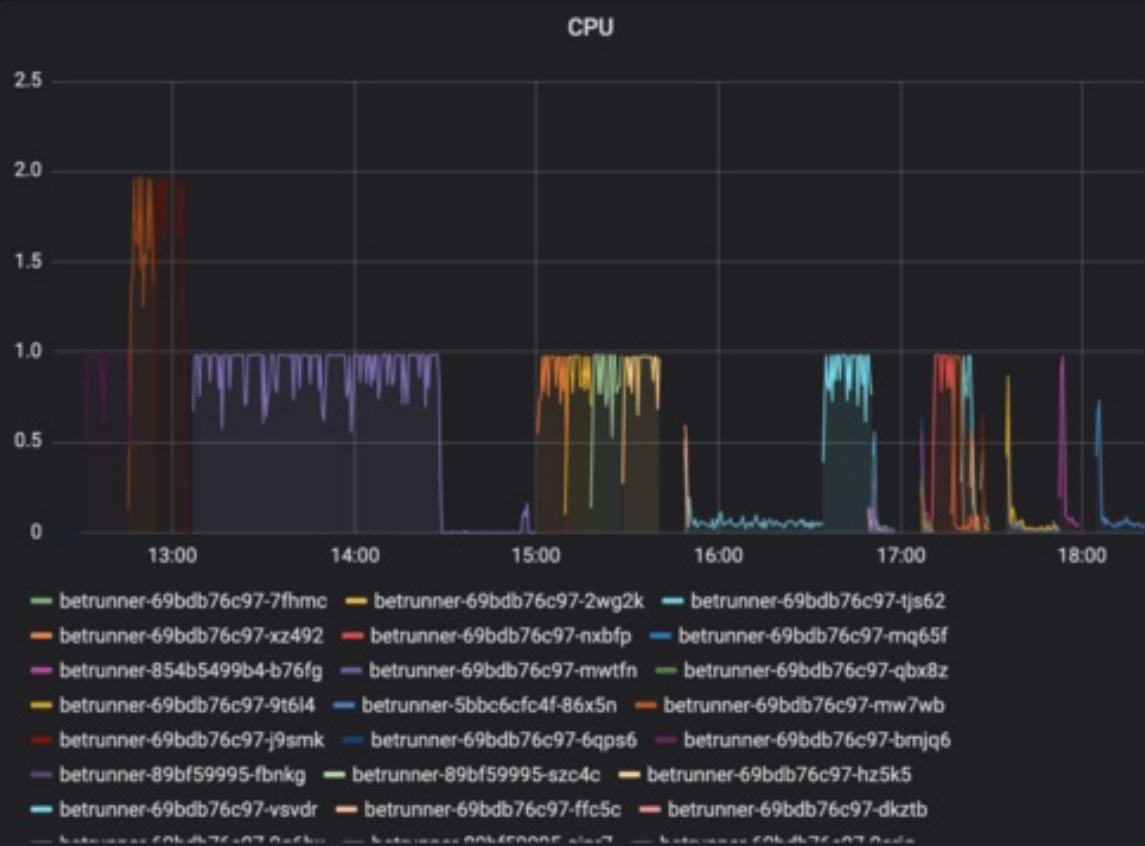 CPU
2.5
2.0
1.5
1.0
0.5
0
13:00 14:00 15:00 16:00 17:00 18:00
betrunner-69bdb76c97-7fhmc betrunner-69bdb76c97-2wg2k betrunner-69bdb76c97-tjs62
betrunner-69bdb76c97-xz492 betrunner-69bdb76c97-nxbfp betrunner-69bdb76c97-mq65f
betrunner-854b5499b4-b76fg betrunner-69bdb76c97-mwtfn betrunner-69bdb76c97-qbx8z
betrunner-69bdb76c97-9t6l4 betrunner-5bbc6cfc4f-86x5n betrunner-69bdb76c97-mw7wb
betrunner-69bdb76c97-j9smk betrunner-69bdb76c97-6qps6 betrunner-69bdb76c97-bmjq6
betrunner-89bf59995-fbnkg betrunner-89bf59995-szc4c betrunner-69bdb76c97-hz5k5
betrunner-69bdb76c97-vsvdr betrunner-69bdb76c97-ffc5c betrunner-69bdb76c97-dkztb